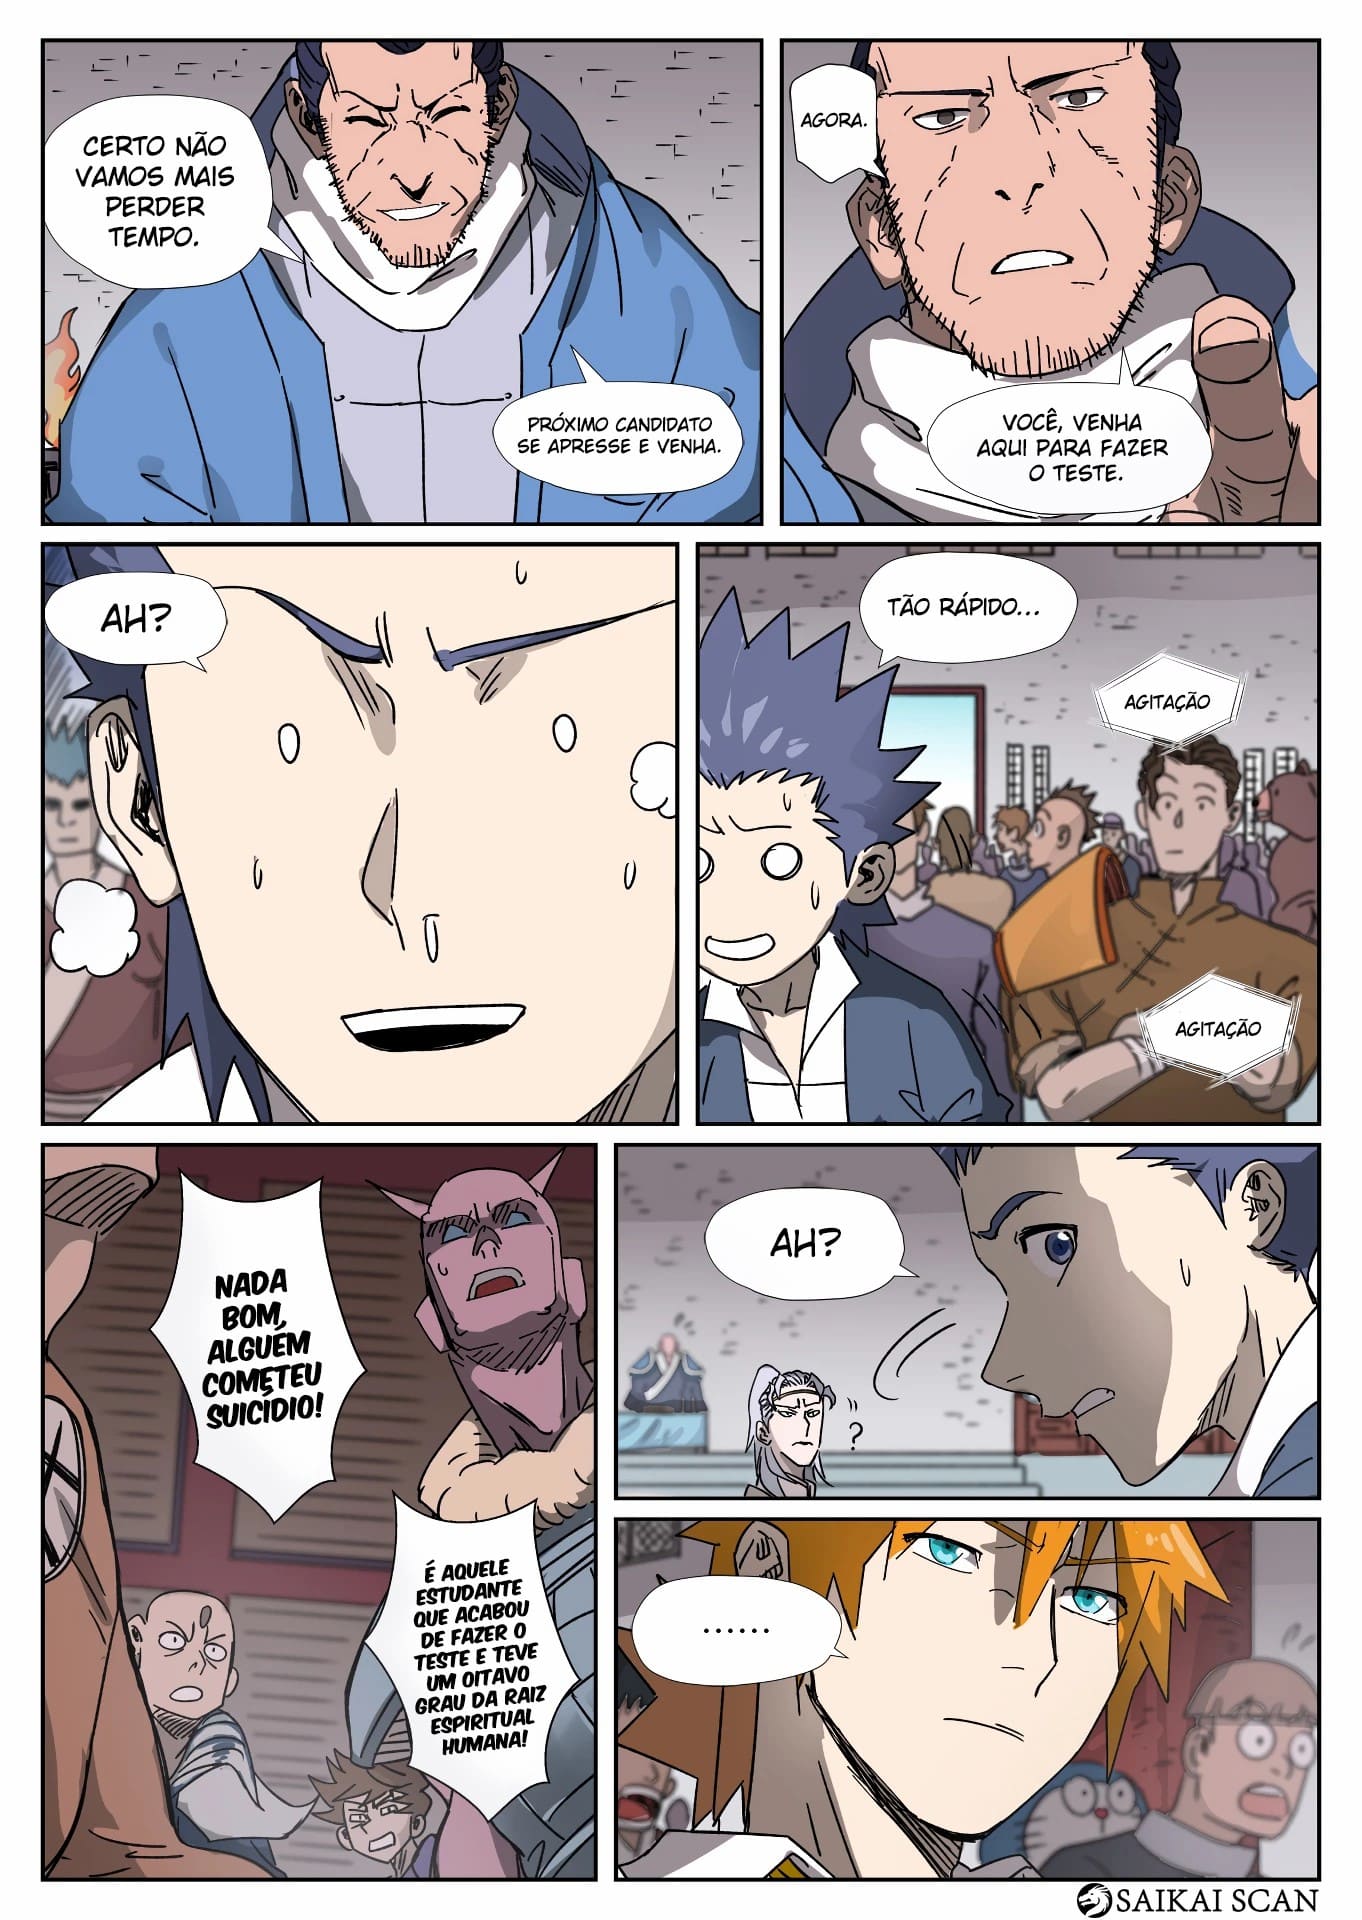 CERTO NÃO
VAMOS MAIS
PERDER
TEMPO.
PRÓXIMO CANDIDATO
SE APRESSE E VENHA.
AGORA.
VOCÊ, VENHA
AQUI PARA FAZER
O TESTE.
AH?
TÃO RÁPIDO...
AGITAÇÃO
AGITAÇÃO
NADA
BOM,
ALGUÉM
COMETEU
SUICÍDIO!
É AQUELE
ESTUDANTE
QUE ACABOU
DE FAZER O
TESTE E TEVE
UM OITAVO
GRAU DA RAIZ
ESPIRITUAL
HUMANA!
AH?
?
......
SAIKAI SCAN